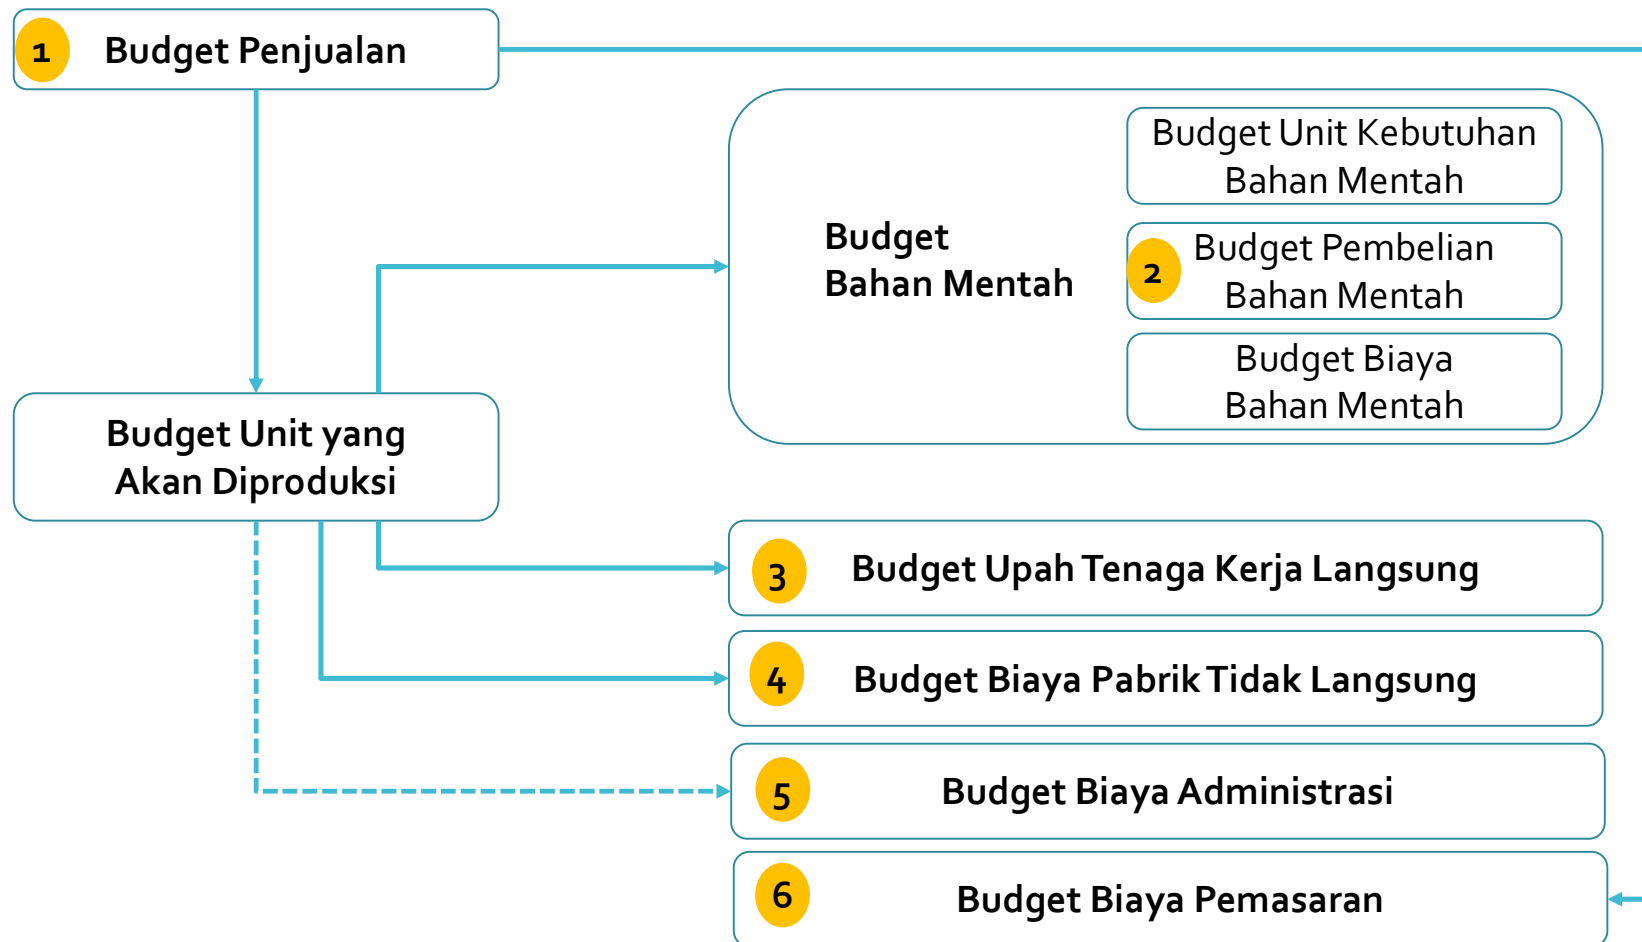 1 Budget Penjualan
Budget Unit Kebutuhan
Bahan Mentah
Budget
Bahan Mentah
2 Budget Pembelian
Bahan Mentah
Budget Biaya
Bahan Mentah
Budget Unit yang
Akan Diproduksi
3 Budget Upah Tenaga Kerja Langsung
4 Budget Biaya Pabrik Tidak Langsung
5 Budget Biaya Administrasi
6 Budget Biaya Pemasaran